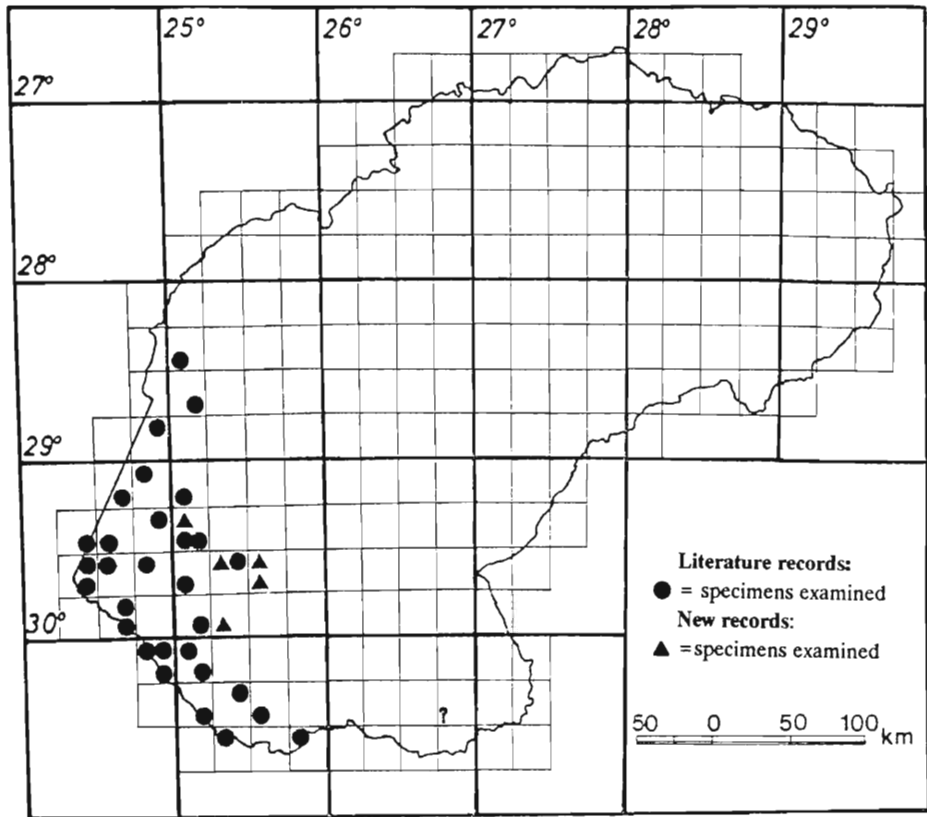 25° 26° 27° 28° 29°
27°
28°
29°
30°
Literature records:
● = specimens examined
New records:
▲ = specimens examined
?
50 0 50 100 km